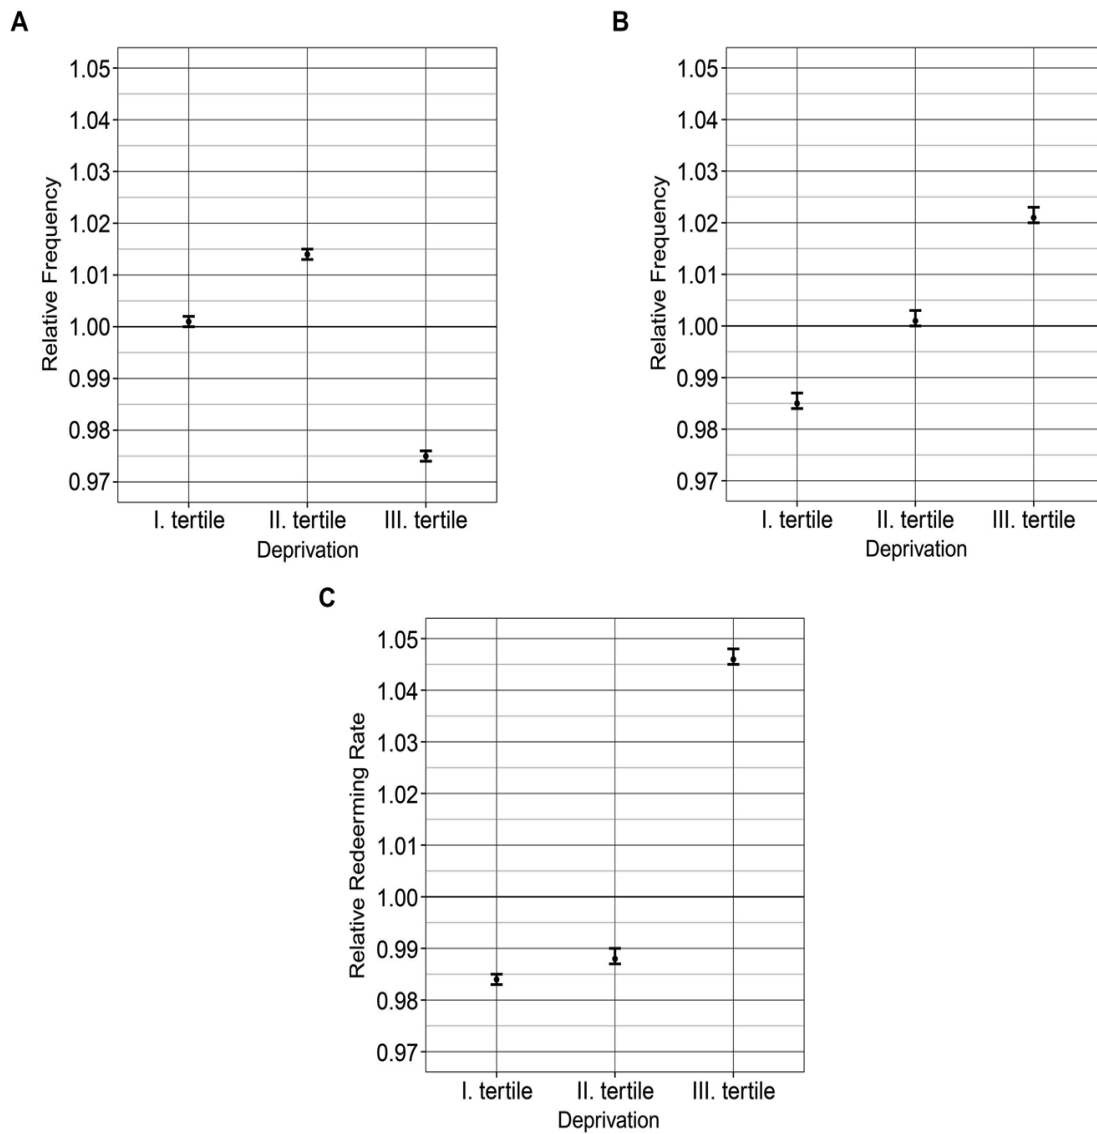 A
Relative Frequency
1.05
1.04
1.03
1.02
1.01
1.00
0.99
0.98
0.97
I. tertile II. tertile III. tertile
Deprivation
B
Relative Frequency
1.05
1.04
1.03
1.02
1.01
1.00
0.99
0.98
0.97
I. tertile II. tertile III. tertile
Deprivation
C
Relative Redeerming Rate
1.05
1.04
1.03
1.02
1.01
1.00
0.99
0.98
0.97
I. tertile II. tertile III. tertile
Deprivation